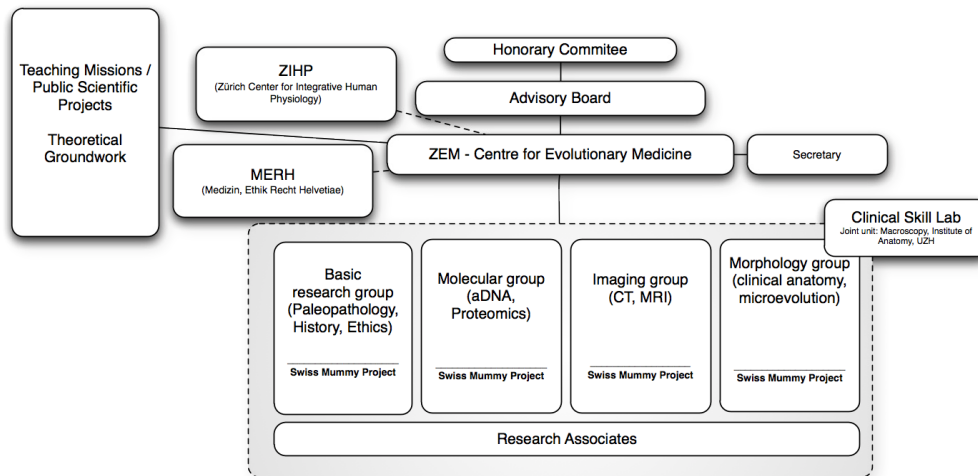 Teaching Missions /
Public Scientific
Projects
Theoretical
Groundwork
ZIHP
(Zürich Center for Integrative Human
Physiology)
MERH
(Medizin, Ethik Recht Helvetiae)
Honorary Commitee
Advisory Board
ZEM - Centre for Evolutionary Medicine
Secretary
Clinical Skill Lab
Joint unit: Macroscopy, Institute of
Anatomy, UZH
Basic
research group
(Paleopathology,
History, Ethics)
Swiss Mummy Project
Molecular group
(aDNA,
Proteomics)
Swiss Mummy Project
Imaging group
(CT, MRI)
Swiss Mummy Project
Morphology group
(clinical anatomy,
microevolution)
Swiss Mummy Project
Research Associates